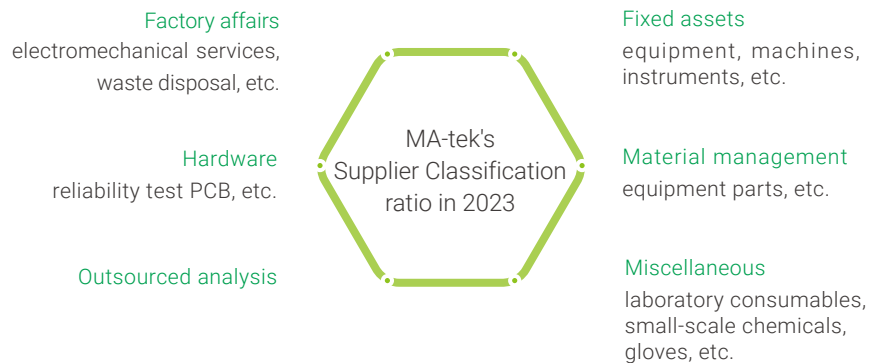 Factory affairs
electromechanical services,
waste disposal, etc.
Hardware
reliability test PCB, etc.
Outsourced analysis
MA-tek's
Supplier Classification
ratio in 2023
Fixed assets
equipment, machines,
instruments, etc.
Material management
equipment parts, etc.
Miscellaneous
laboratory consumables,
small-scale chemicals,
gloves, etc.